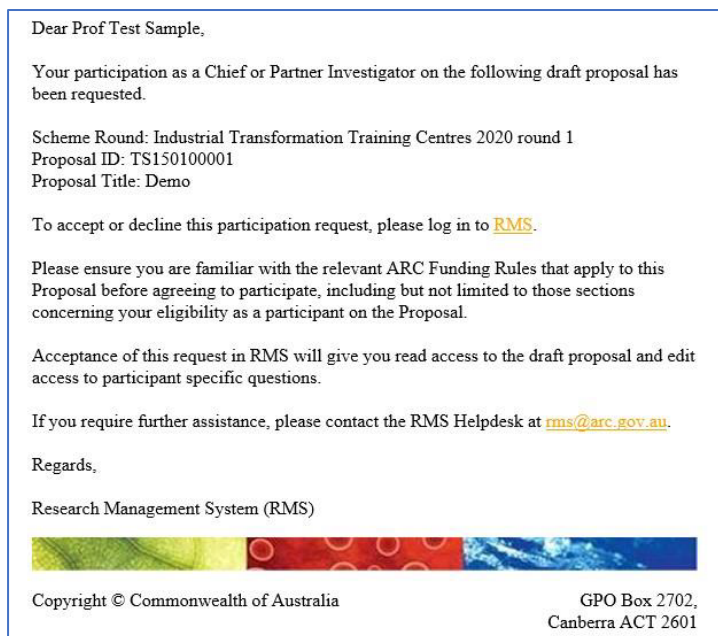 Dear Prof Test Sample,
Your participation as a Chief or Partner Investigator on the following draft proposal has
been requested.
Scheme Round: Industrial Transformation Training Centres 2020 round 1
Proposal ID: TS150100001
Proposal Title: Demo
To accept or decline this participation request, please log in to RMS.
Please ensure you are familiar with the relevant ARC Funding Rules that apply to this
Proposal before agreeing to participate, including but not limited to those sections
concerning your eligibility as a participant on the Proposal.
Acceptance of this request in RMS will give you read access to the draft proposal and edit
access to participant specific questions.
If you require further assistance, please contact the RMS Helpdesk at rms@arc.gov.au.
Regards,
Research Management System (RMS)
Copyright © Commonwealth of Australia GPO Box 2702,
Canberra ACT 2601